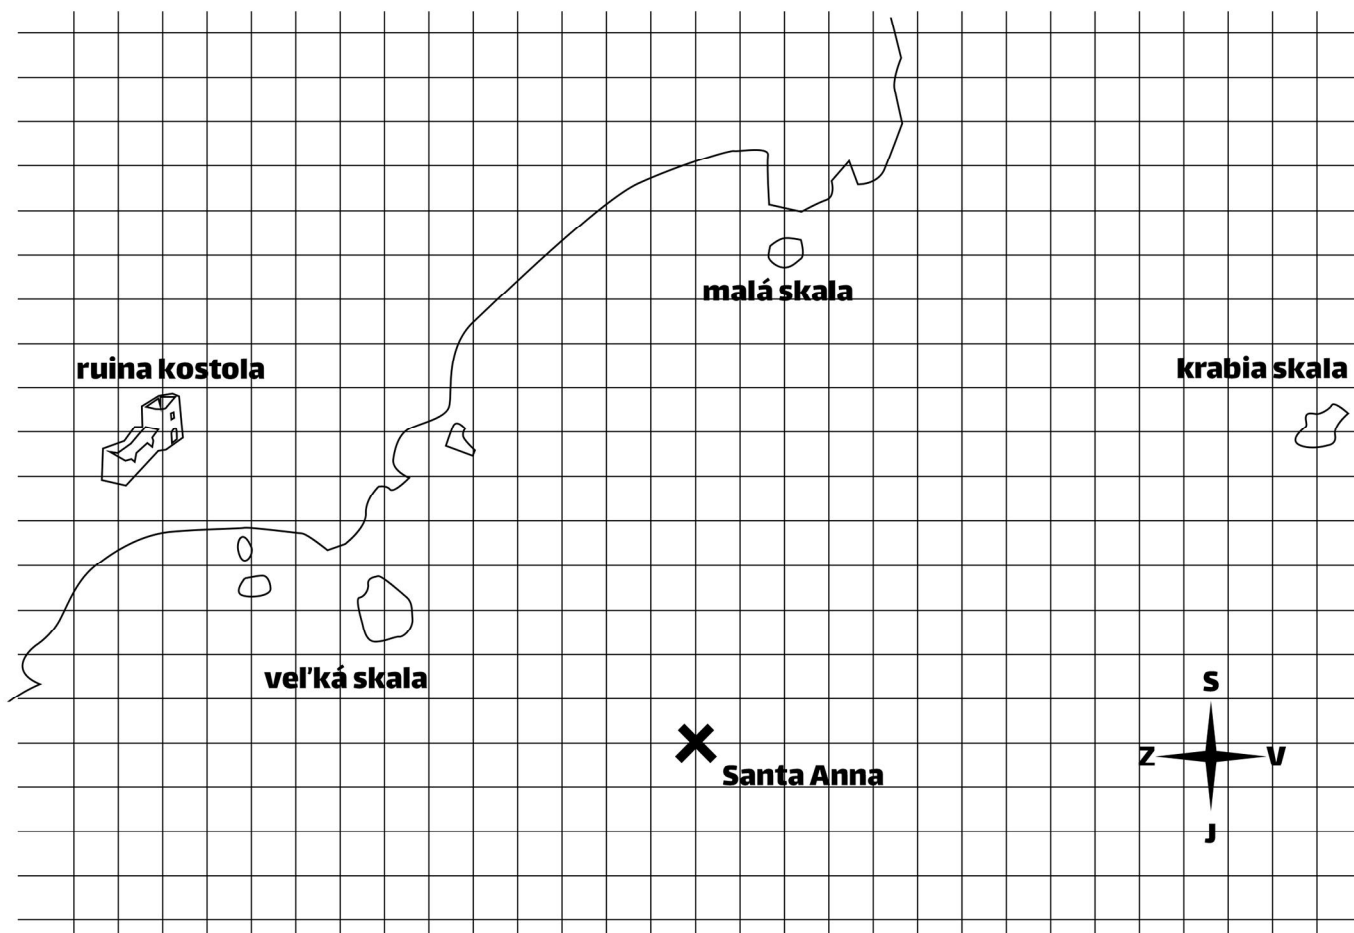 malá skala
ruina kostola
krabia skala
veľká skala
S
Z
V
Santa Anna
J